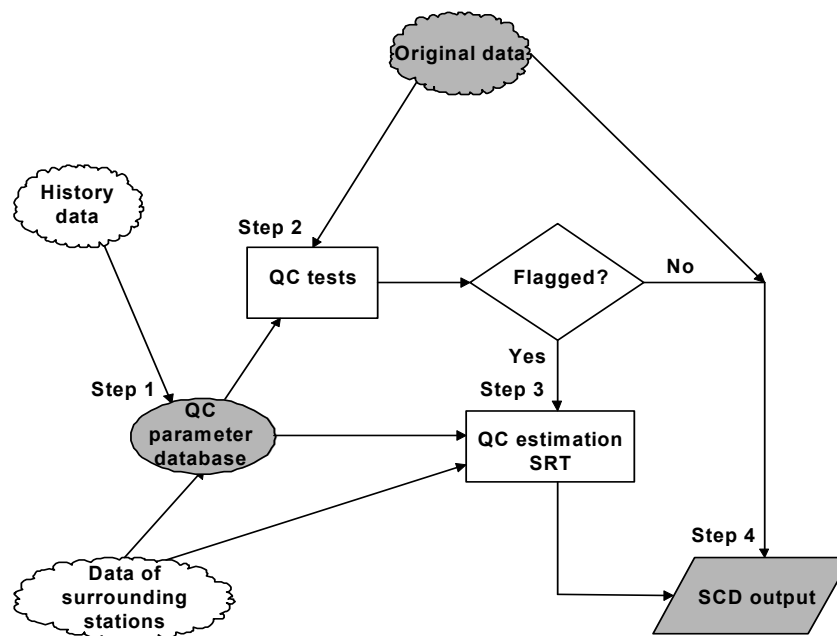 Original data
History
data
Step 2
QC tests
Flagged?
No
Yes
Step 1
Step 3
QC
parameter
database
QC estimation
SRT
Step 4
Data of
surrounding
stations
SCD output